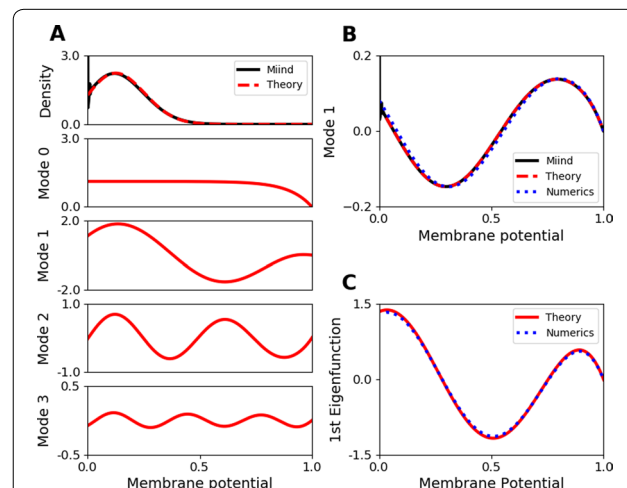 A
3.0
Density
0.0
Miind
Theory
3.0
Mode 0
0.0
2.0
Mode 1
-2.0
1.0
Mode 2
-1.0
0.5
Mode 3
-0.5
0.0 0.5 1.0
Membrane potential
B
0.2
Mode 1
0.0
−0.2
Miind
Theory
Numerics
0.0 0.5 1.0
Membrane potential
C
1.5
1st Eigenfunction
0.0
-1.5
Theory
Numerics
0.0 0.5 1.0
Membrane Potential